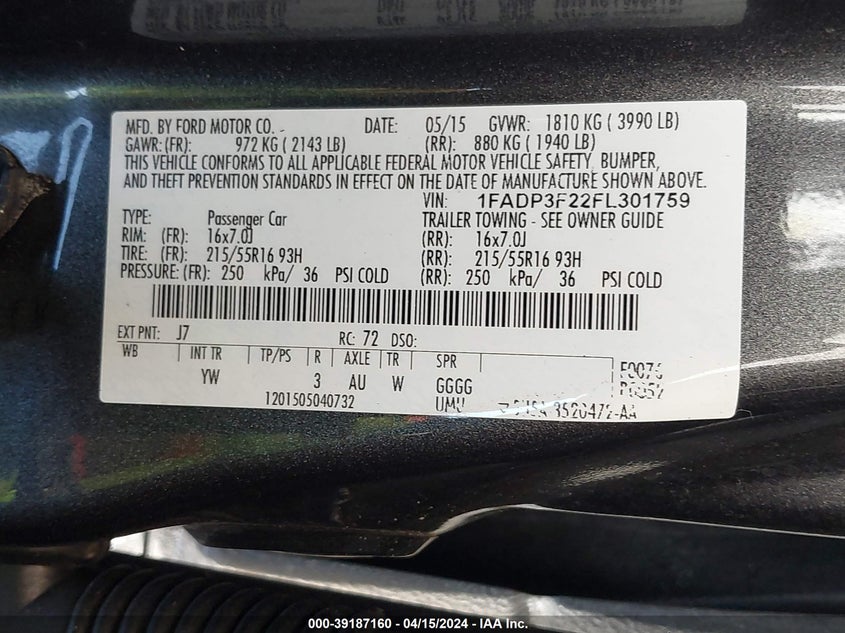 MFD. BY FORD MOTOR CO. DATE: 05/15 GVWR: 1810 KG ( 3990 LB)
GAWR:(FR): 972 KG ( 2143 LB) (RR): 880 KG ( 1940 LB)
THIS VEHICLE CONFORMS TO ALL APPLICABLE FEDERAL MOTOR VEHICLE SAFETY, BUMPER,
AND THEFT PREVENTION STANDARDS IN EFFECT ON THE DATE OF MANUFACTURE SHOWN ABOVE.
VIN: 1FADP3F22FL301759
TYPE: Passenger Car TRAILER TOWING - SEE OWNER GUIDE
RIM: (FR): 16x7.0J (RR): 16x7.0J
TIRE: (FR): 215/55R16 93H (RR): 215/55R16 93H
PRESSURE: (FR): 250 kPa/ 36 PSI COLD (RR): 250 kPa/ 36 PSI COLD
EXT PNT: J7 RC: 72 DSO:
WB INT TR TP/PS R AXLE TR SPR
YW 3 AU W GGGG
1201505040732 UMU
000-39187160 - 04/15/2024 - IAA Inc.